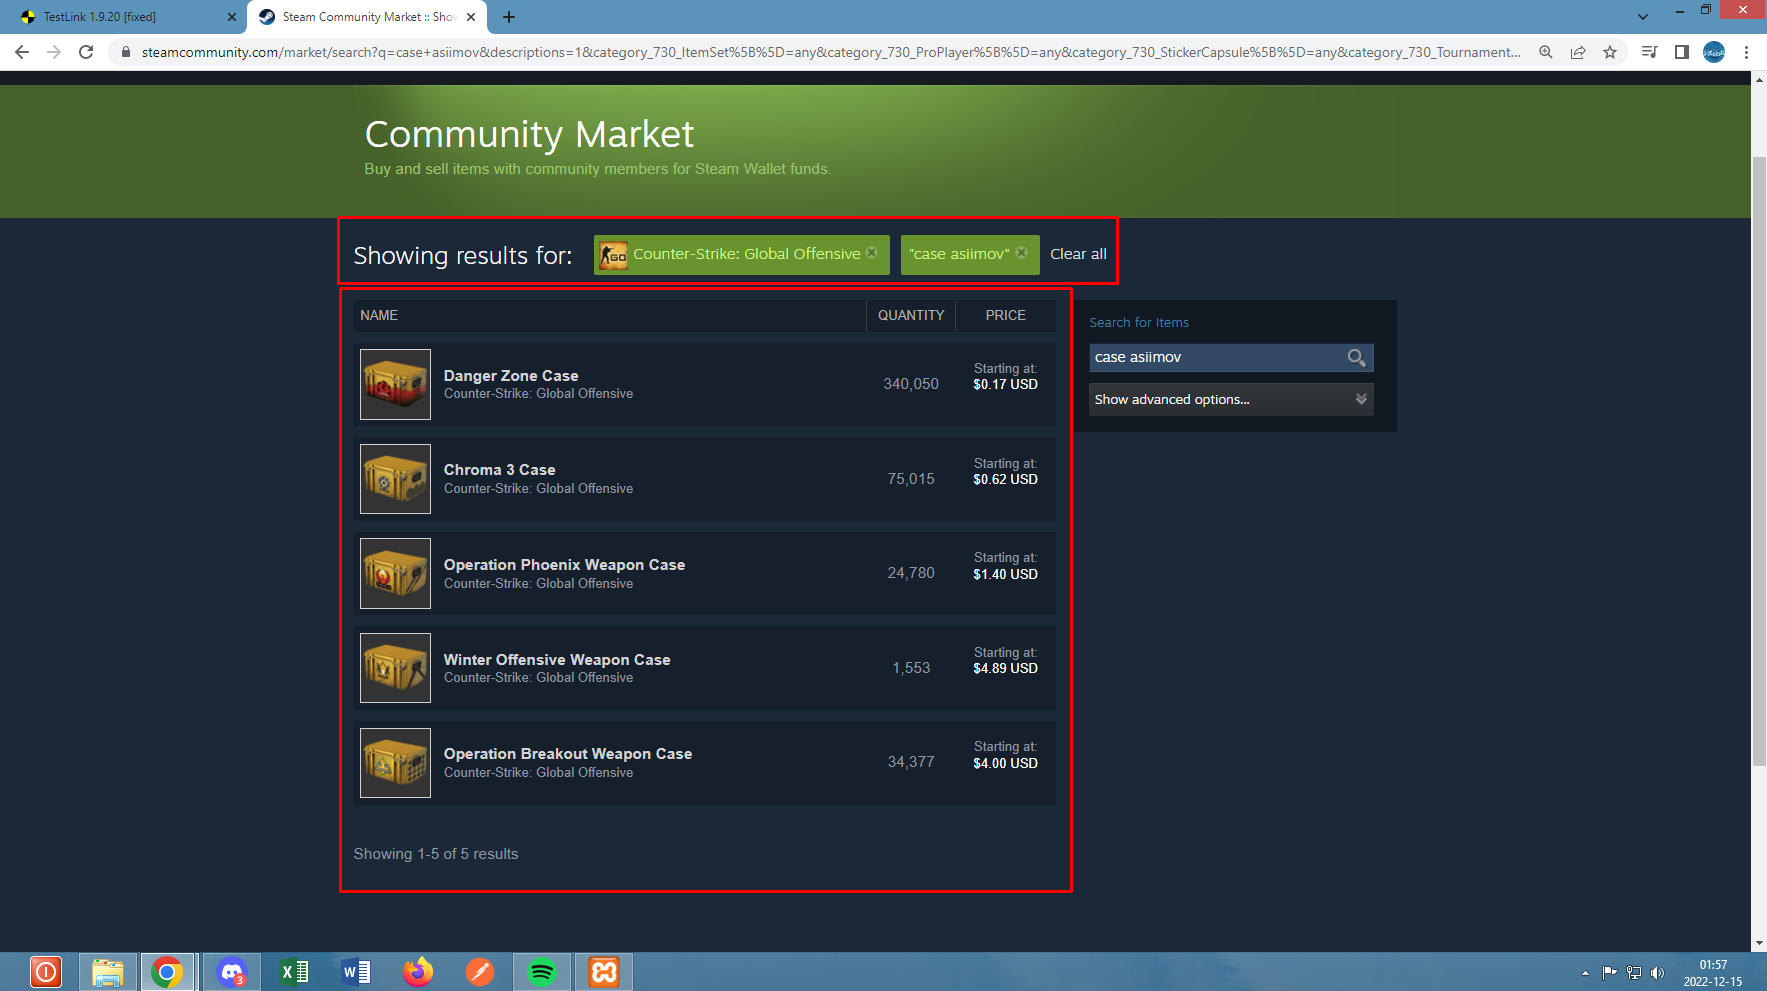 TestLink 1.9.20 [fixed]
Steam Community Market :: Show
steamcommunity.com/market/search?q=case+asiimov&descriptions=1&category_730_ItemSet%5B%5D=any&category_730_ProPlayer%5B%5D=any&category_730_StickerCapsule%5B%5D=any&category_730_Tournament...
Community Market
Buy and sell items with community members for Steam Wallet funds.
Showing results for:
GO
Counter-Strike: Global Offensive
"case asiimov"
Clear all
NAME QUANTITY PRICE
Danger Zone Case
Counter-Strike: Global Offensive
340,050
Starting at:
$0.17 USD
Chroma 3 Case
Counter-Strike: Global Offensive
75,015
Starting at:
$0.62 USD
Operation Phoenix Weapon Case
Counter-Strike: Global Offensive
24,780
Starting at:
$1.40 USD
Winter Offensive Weapon Case
Counter-Strike: Global Offensive
1,553
Starting at:
$4.89 USD
Operation Breakout Weapon Case
Counter-Strike: Global Offensive
34,377
Starting at:
$4.00 USD
Showing 1-5 of 5 results
Search for Items
case asiimov
Show advanced options...
3
X
W
01:57
2022-12-15